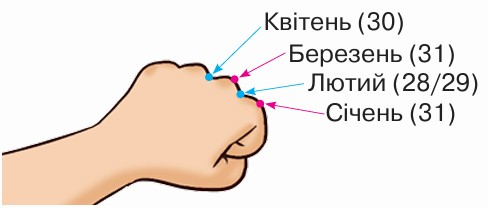 Квітень (30)
Березень (31)
Лютий (28/29)
Січень (31)